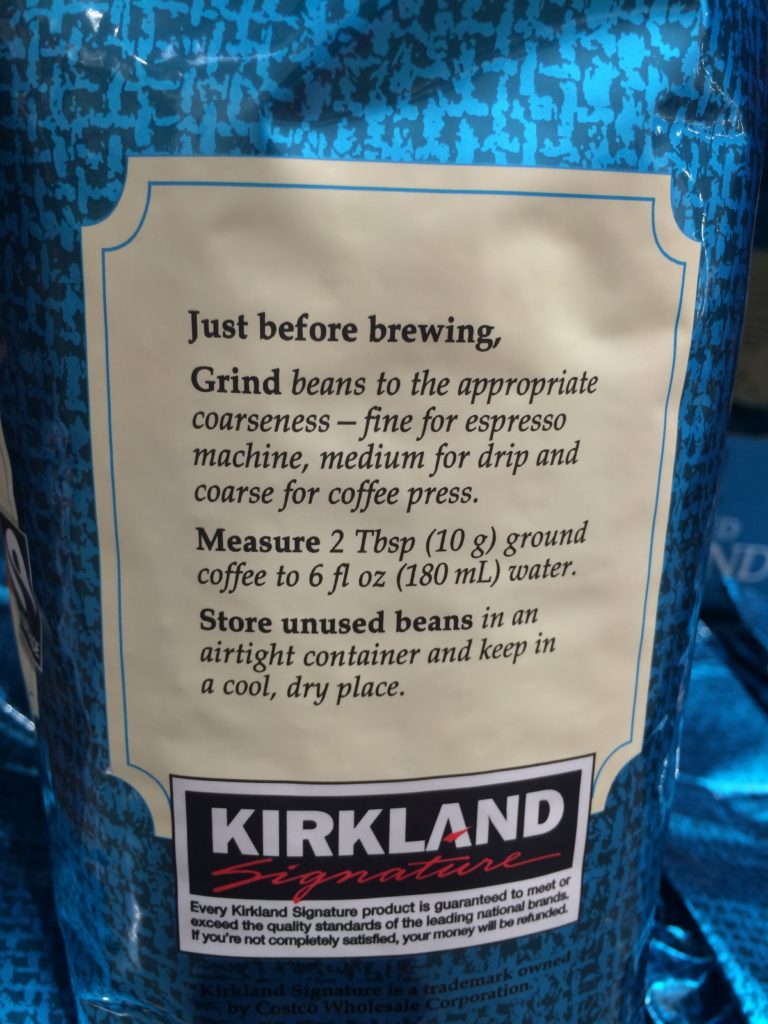 Just before brewing,
Grind beans to the appropriate
coarseness – fine for espresso
machine, medium for drip and
coarse for coffee press.
Measure 2 Tbsp (10 g) ground
coffee to 6 fl oz (180 mL) water.
Store unused beans in an
airtight container and keep in
a cool, dry place.
KIRKLAND
Signature
Every Kirkland Signature product is guaranteed to meet or
exceed the quality standards of the leading national brands.
If you're not completely satisfied, your money will be refunded.
™Kirkland Signature is a trademark owned
by Costco Wholesale Corporation.
ND